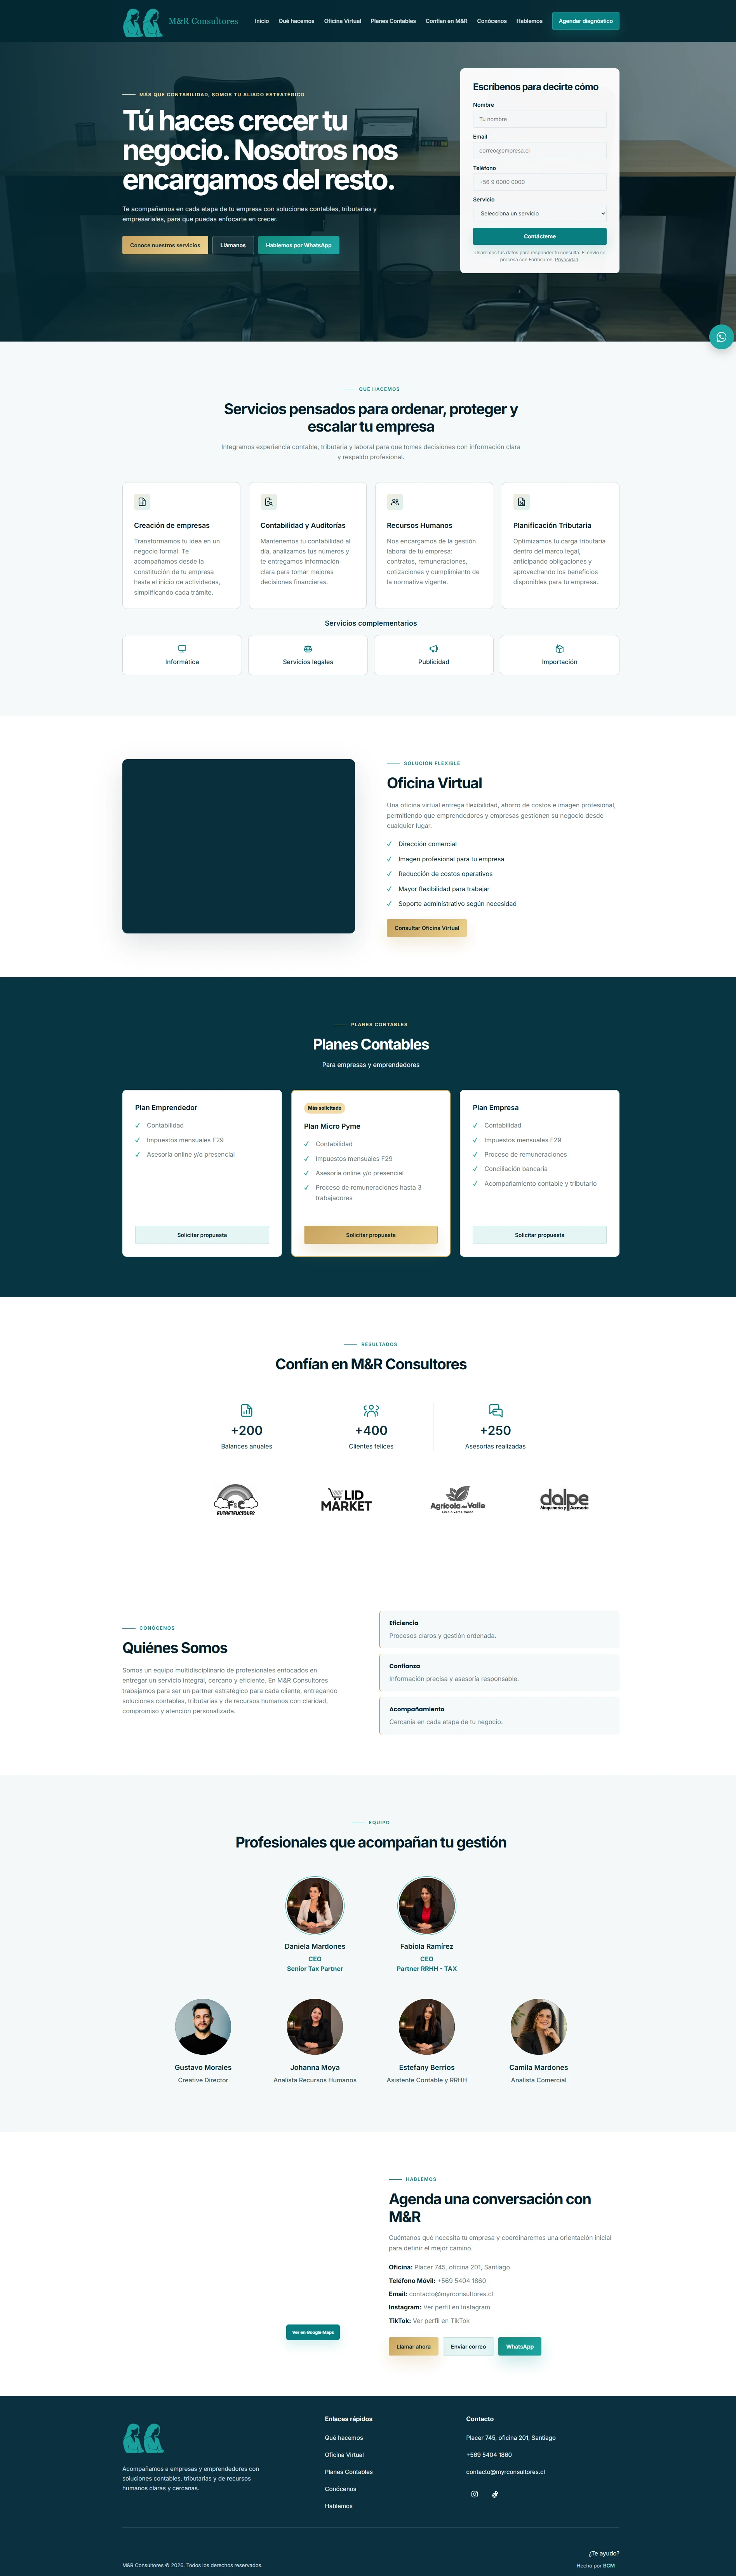 M&R Consultores
Inicio
Qué hacemos
Oficina Virtual
Planes Contables
Confían en M&R
Conócenos
Hablemos
Agendar diagnóstico
MÁS QUE CONTABILIDAD, SOMOS TU ALIADO ESTRATÉGICO
Tú haces crecer tu
negocio. Nosotros nos
encargamos del resto.
Te acompañamos en cada etapa de tu empresa con soluciones contables, tributarias y
empresariales, para que puedas enfocarte en crecer.
Conoce nuestros servicios
Llámanos
Hablemos por WhatsApp
Escríbenos para decirte cómo
Nombre
Tu nombre
Email
correo@empresa.cl
Teléfono
+56 9 0000 0000
Servicio
Selecciona un servicio
Contácteme
Usaremos tus datos para responder tu consulta. El envío se
procesa con Formspree. Privacidad.
QUÉ HACEMOS
Servicios pensados para ordenar, proteger y
escalar tu empresa
Integramos experiencia contable, tributaria y laboral para que tomes decisiones con información clara
y respaldo profesional.
Creación de empresas
Transformamos tu idea en un
negocio formal. Te
acompañamos desde la
constitución de tu empresa
hasta el inicio de actividades,
simplificando cada trámite.
Contabilidad y Auditorías
Mantenemos tu contabilidad al
día, analizamos tus números y
te entregamos información
clara para tomar mejores
decisiones financieras.
Recursos Humanos
Nos encargamos de la gestión
laboral de tu empresa:
contratos, remuneraciones,
cotizaciones y cumplimiento de
la normativa vigente.
Planificación Tributaria
Optimizamos tu carga tributaria
dentro del marco legal,
anticipando obligaciones y
aprovechando los beneficios
disponibles para tu empresa.
Servicios complementarios
Informática
Servicios legales
Publicidad
Importación
SOLUCIÓN FLEXIBLE
Oficina Virtual
Una oficina virtual entrega flexibilidad, ahorro de costos e imagen profesional,
permitiendo que emprendedores y empresas gestionen su negocio desde
cualquier lugar.
Dirección comercial
Imagen profesional para tu empresa
Reducción de costos operativos
Mayor flexibilidad para trabajar
Soporte administrativo según necesidad
Consultar Oficina Virtual
PLANES CONTABLES
Planes Contables
Para empresas y emprendedores
Plan Emprendedor
Contabilidad
Impuestos mensuales F29
Asesoría online y/o presencial
Solicitar propuesta
Más solicitado
Plan Micro Pyme
Contabilidad
Impuestos mensuales F29
Asesoría online y/o presencial
Proceso de remuneraciones hasta 3
trabajadores
Solicitar propuesta
Plan Empresa
Contabilidad
Impuestos mensuales F29
Proceso de remuneraciones
Conciliación bancaria
Acompañamiento contable y tributario
Solicitar propuesta
RESULTADOS
Confían en M&R Consultores
+200
Balances anuales
+400
Clientes felices
+250
Asesorías realizadas
F&C
ENTRETENCIONES
LID
MARKET
Agrícola del Valle
dalpe
Maquinaria y Accesorio
CONÓCENOS
Quiénes Somos
Somos un equipo multidisciplinario de profesionales enfocados en
entregar un servicio integral, cercano y eficiente. En M&R Consultores
trabajamos para ser un partner estratégico para cada cliente, entregando
soluciones contables, tributarias y de recursos humanos con claridad,
compromiso y atención personalizada.
Eficiencia
Procesos claros y gestión ordenada.
Confianza
Información precisa y asesoría responsable.
Acompañamiento
Cercanía en cada etapa de tu negocio.
EQUIPO
Profesionales que acompañan tu gestión
Daniela Mardones
CEO
Senior Tax Partner
Fabiola Ramírez
CEO
Partner RRHH - TAX
Gustavo Morales
Creative Director
Johanna Moya
Analista Recursos Humanos
Estefany Berrios
Asistente Contable y RRHH
Camila Mardones
Analista Comercial
HABLEMOS
Agenda una conversación con
M&R
Cuéntanos qué necesita tu empresa y coordinaremos una orientación inicial
para definir el mejor camino.
Oficina: Placer 745, oficina 201, Santiago
Teléfono Móvil: +569 5404 1860
Email: contacto@myrconsultores.cl
Instagram: Ver perfil en Instagram
TikTok: Ver perfil en TikTok
Llamar ahora
Enviar correo
WhatsApp
Ver en Google Maps
Acompañamos a empresas y emprendedores con
soluciones contables, tributarias y de recursos
humanos claras y cercanas.
Enlaces rápidos
Qué hacemos
Oficina Virtual
Planes Contables
Conócenos
Hablemos
Contacto
Placer 745, oficina 201, Santiago
+569 5404 1860
contacto@myrconsultores.cl
M&R Consultores © 2026. Todos los derechos reservados.
¿Te ayudo?
Hecho por BCM